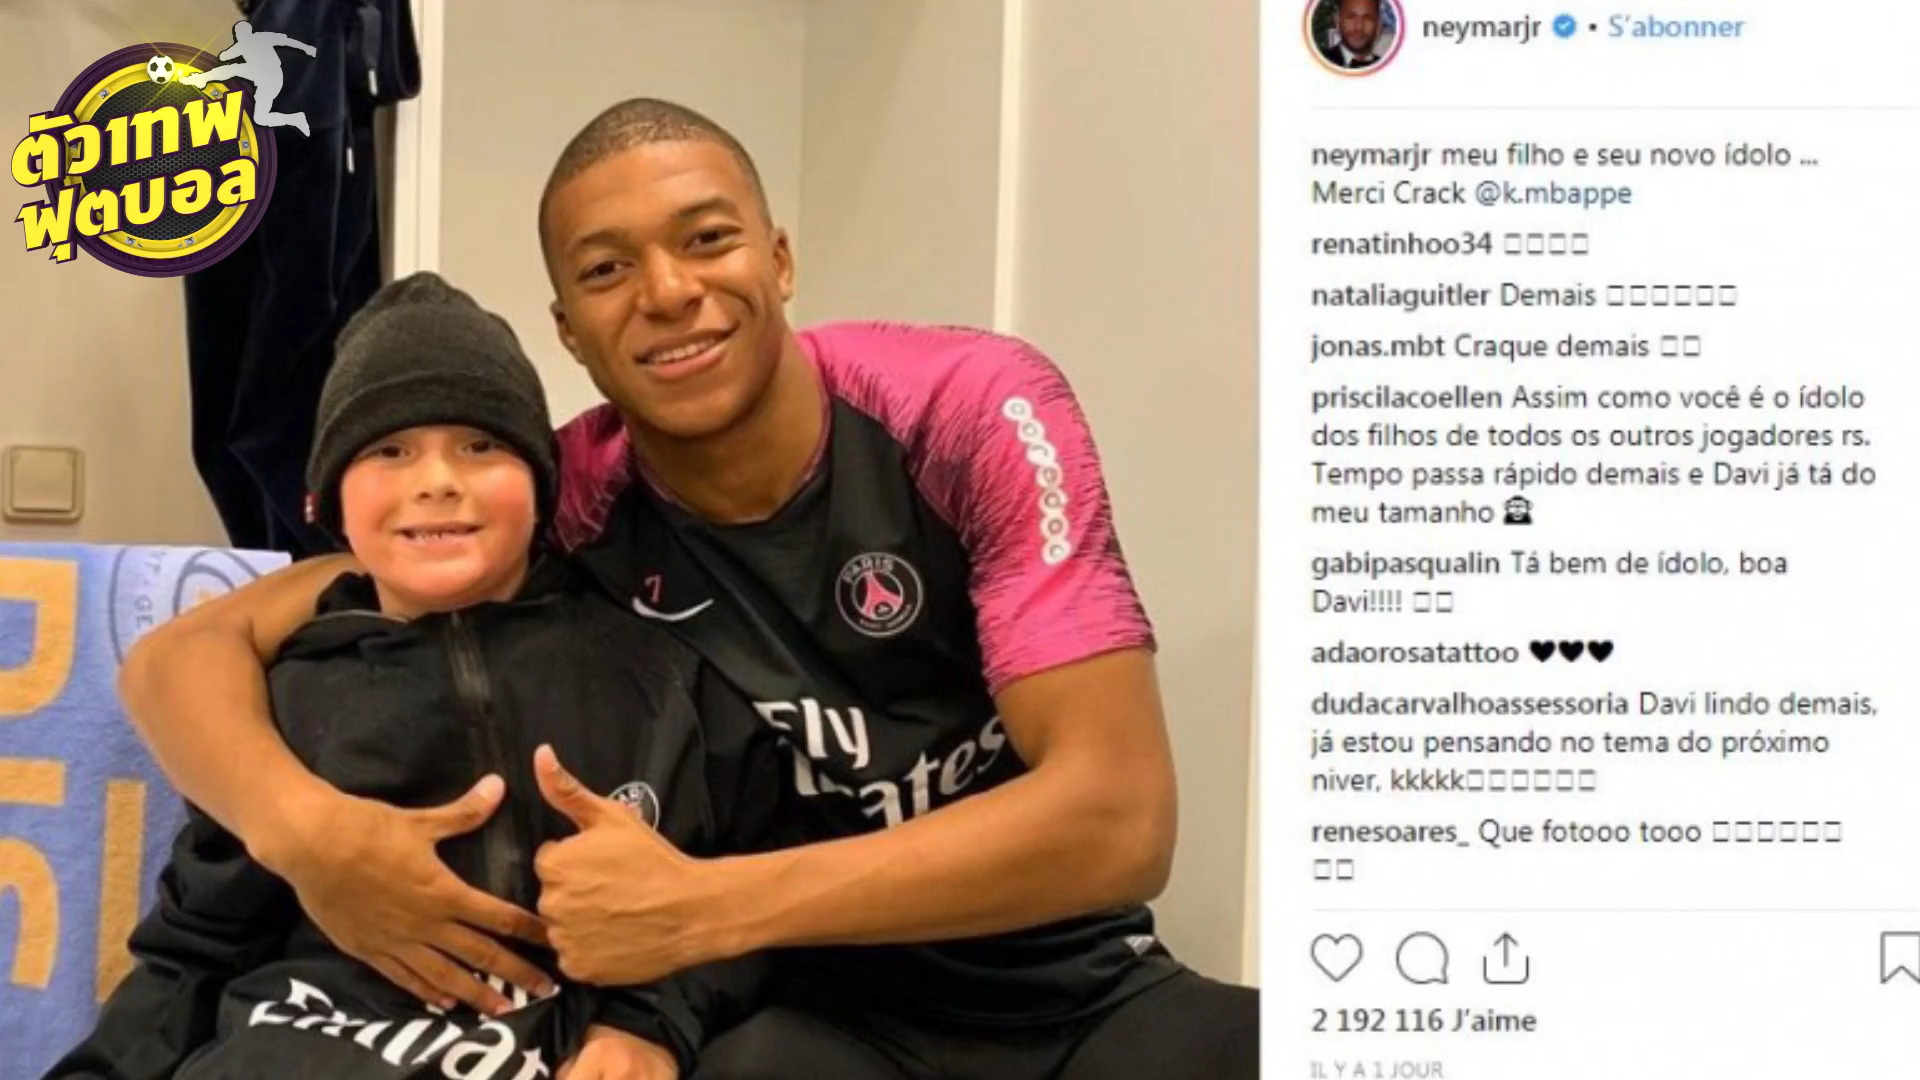 ตัวเทพ
ฟุตบอล
neymarjr • S'abonner
neymarjr meu filho e seu novo ídolo ...
Merci Crack @k.mbappe
renatinhoo34
nataliaguitler Demais
jonas.mbt Craque demais
priscilacoellen Assim como você é o ídolo
dos filhos de todos os outros jogadores rs.
Tempo passa rápido demais e Davi já tá do
meu tamanho
gabipasqualin Tá bem de ídolo, boa
Davi!!!!
adaorosatattoo ♥♥♥
dudacarvalhoassessoria Davi lindo demais,
já estou pensando no tema do próximo
niver, kkkkk
renesoares_ Que fotooo tooo
2 192 116 J'aime
IL Y A 1 JOUR
PARIS
7
Fly
Emirates